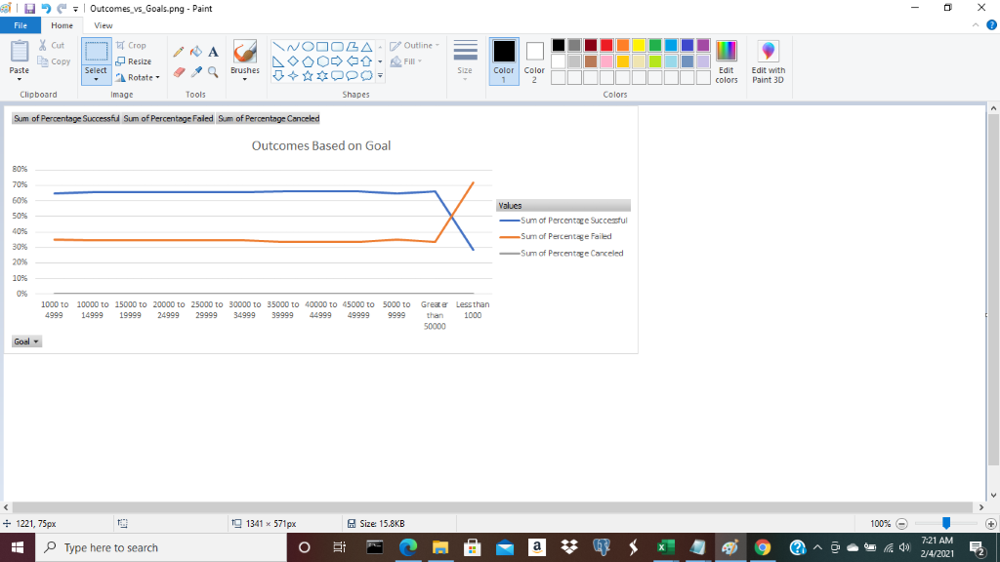 Outcomes_vs_Goals.png - Paint
File Home View
Paste Cut Copy
Select Crop Resize Rotate
Brushes
Outline Fill
Size
Color 1
Color 2
Edit colors
Edit with Paint 3D
Clipboard Image Tools Shapes Colors
Sum of Percentage Successful Sum of Percentage Failed Sum of Percentage Canceled
Outcomes Based on Goal
80%
70%
60%
50%
40%
30%
20%
10%
0%
1000 to 4999
10000 to 14999
15000 to 19999
20000 to 24999
25000 to 29999
30000 to 34999
35000 to 39999
40000 to 44999
45000 to 49999
5000 to 9999
Greater than 50000
Less than 1000
Values
Sum of Percentage Successful
Sum of Percentage Failed
Sum of Percentage Canceled
Goal
1221, 75px
1341 × 571px
Size: 15.8KB
100%
Type here to search
7:21 AM
2/4/2021
2